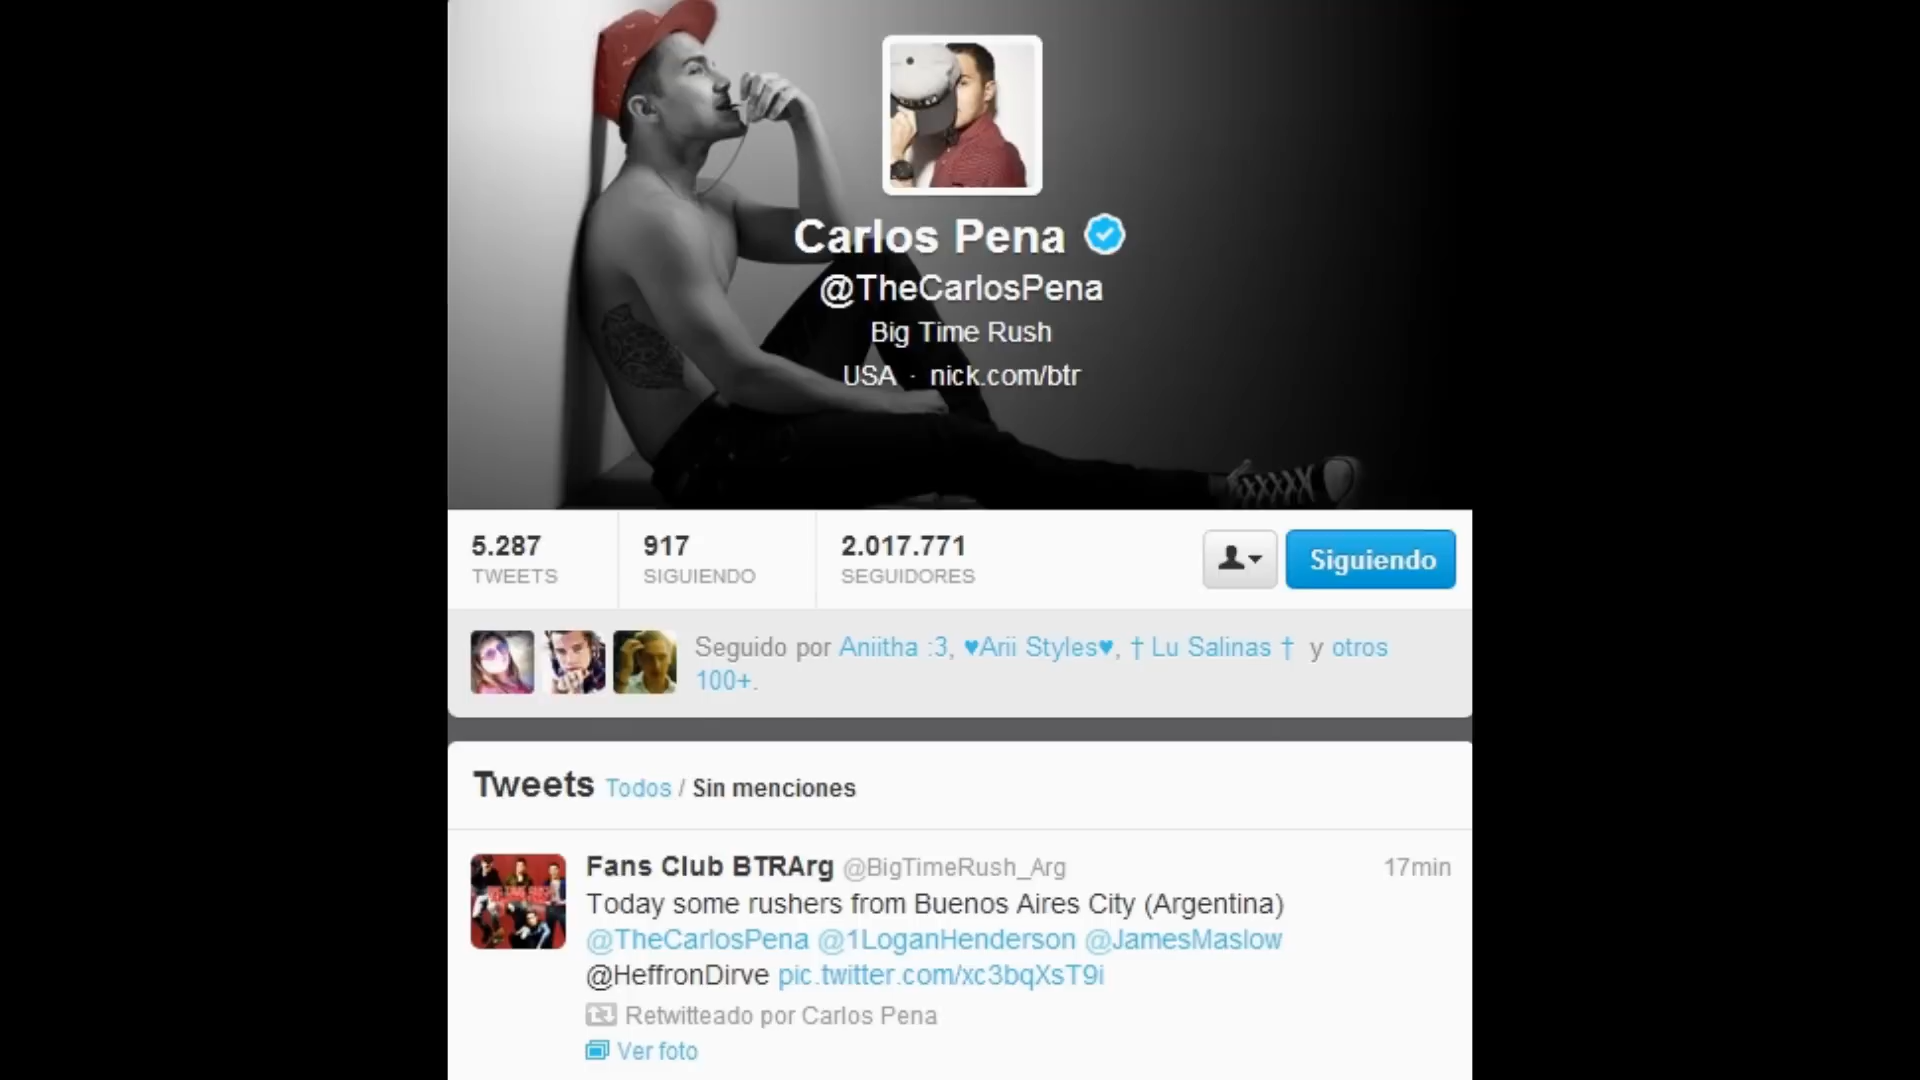 Carlos Pena
@TheCarlosPena
Big Time Rush
USA · nick.com/btr
5.287
TWEETS
917
SIGUIENDO
2.017.771
SEGUIDORES
Siguiendo
Seguido por Aniitha :3, ♥Arii Styles♥, † Lu Salinas † y otros
100+.
Tweets Todos / Sin menciones
Fans Club BTRArg @BigTimeRush_Arg 17min
Today some rushers from Buenos Aires City (Argentina)
@TheCarlosPena @1LoganHenderson @JamesMaslow
@HeffronDirve pic.twitter.com/xc3bqXsT9i
Retwitteado por Carlos Pena
Ver foto